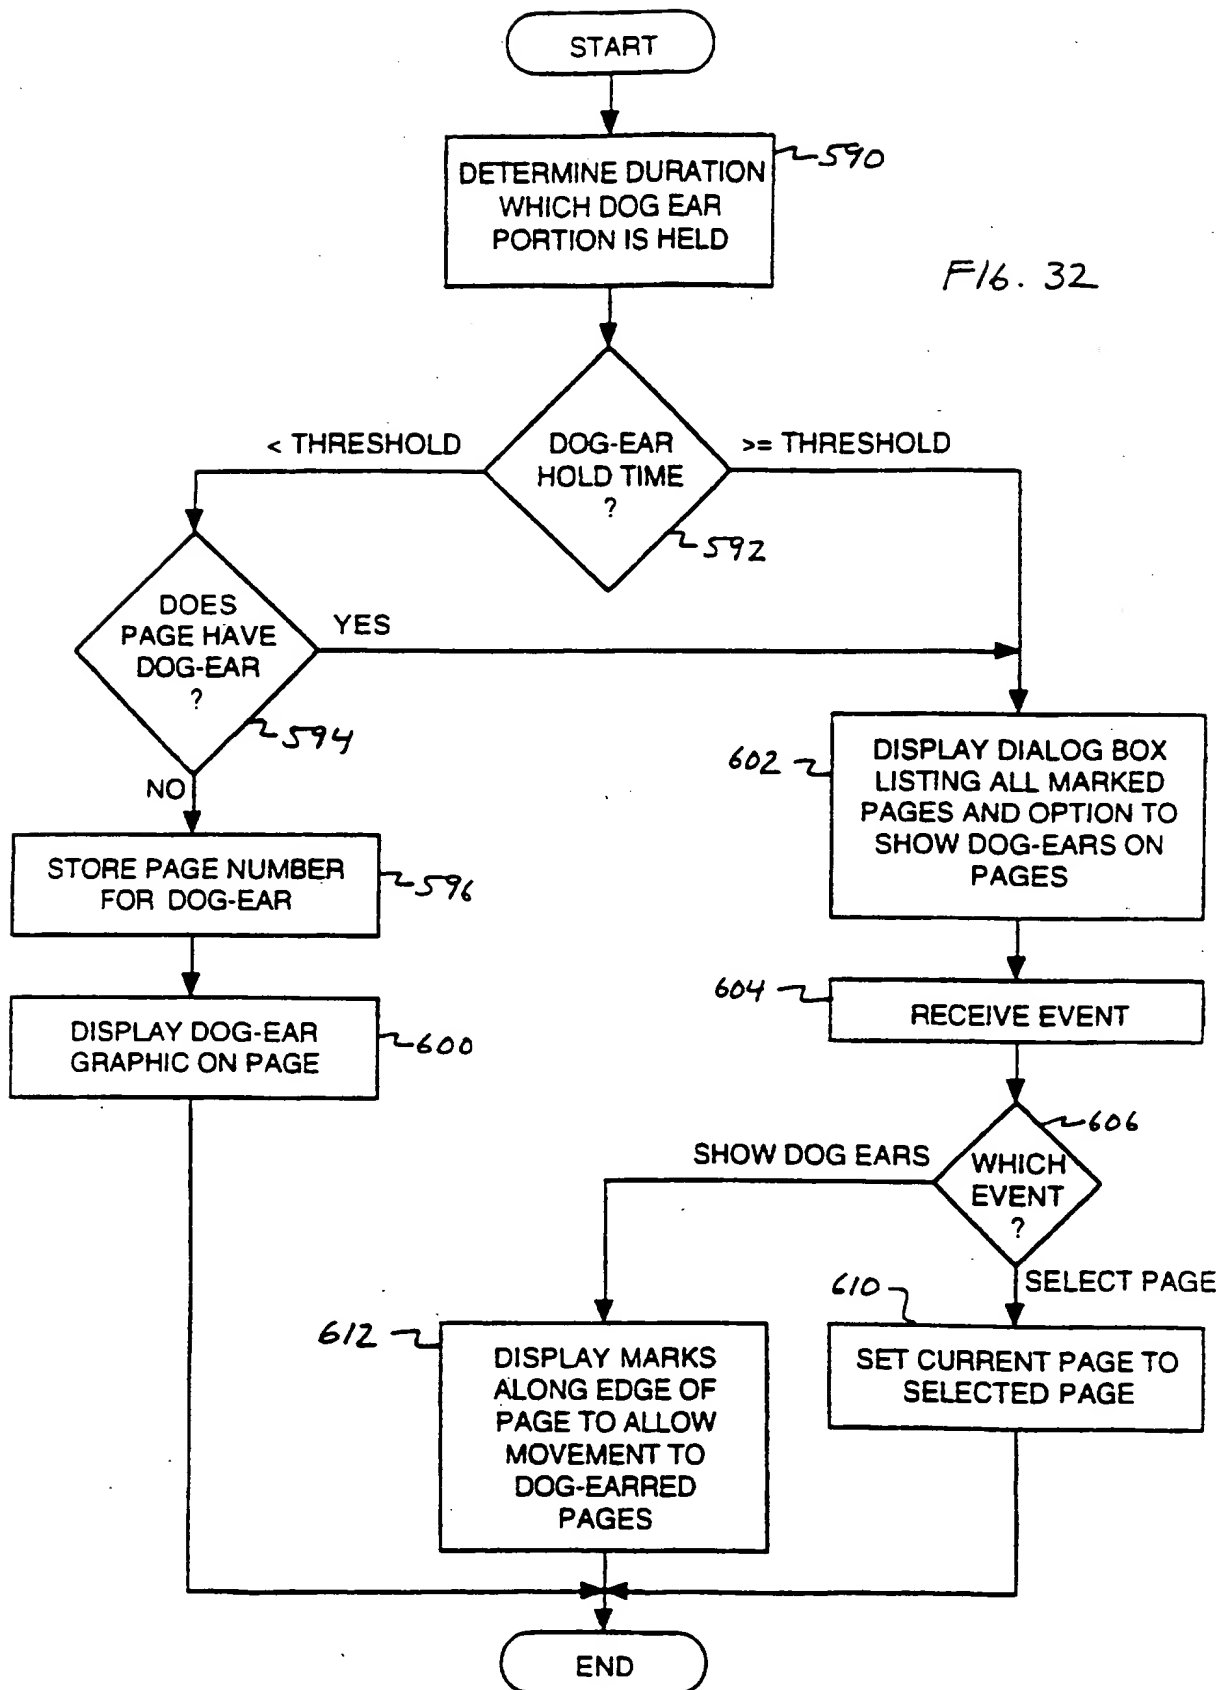 START
590
DETERMINE DURATION
WHICH DOG EAR
PORTION IS HELD
FIG. 32
< THRESHOLD
DOG-EAR
HOLD TIME
?
>= THRESHOLD
592
DOES
PAGE HAVE
DOG-EAR
?
YES
594
NO
602
DISPLAY DIALOG BOX
LISTING ALL MARKED
PAGES AND OPTION TO
SHOW DOG-EARS ON
PAGES
STORE PAGE NUMBER
FOR DOG-EAR
596
604
RECEIVE EVENT
DISPLAY DOG-EAR
GRAPHIC ON PAGE
600
606
SHOW DOG EARS
WHICH
EVENT
?
SELECT PAGE
610
612
DISPLAY MARKS
ALONG EDGE OF
PAGE TO ALLOW
MOVEMENT TO
DOG-EARRED
PAGES
SET CURRENT PAGE TO
SELECTED PAGE
END